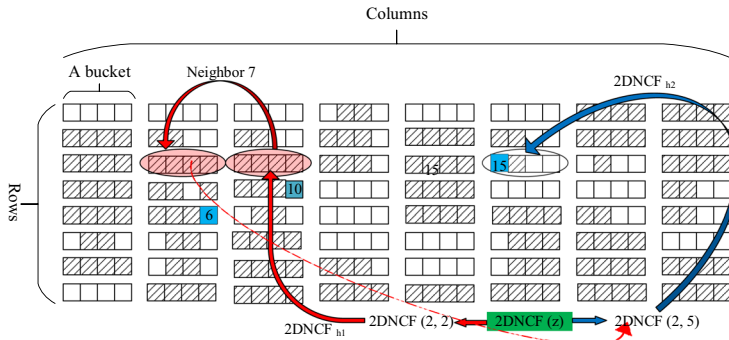 Columns
A bucket
Neighbor 7
2DNCF h2
Rows
15
15
10
6
2DNCF h1
2DNCF (2, 2)
2DNCF (z)
2DNCF (2, 5)